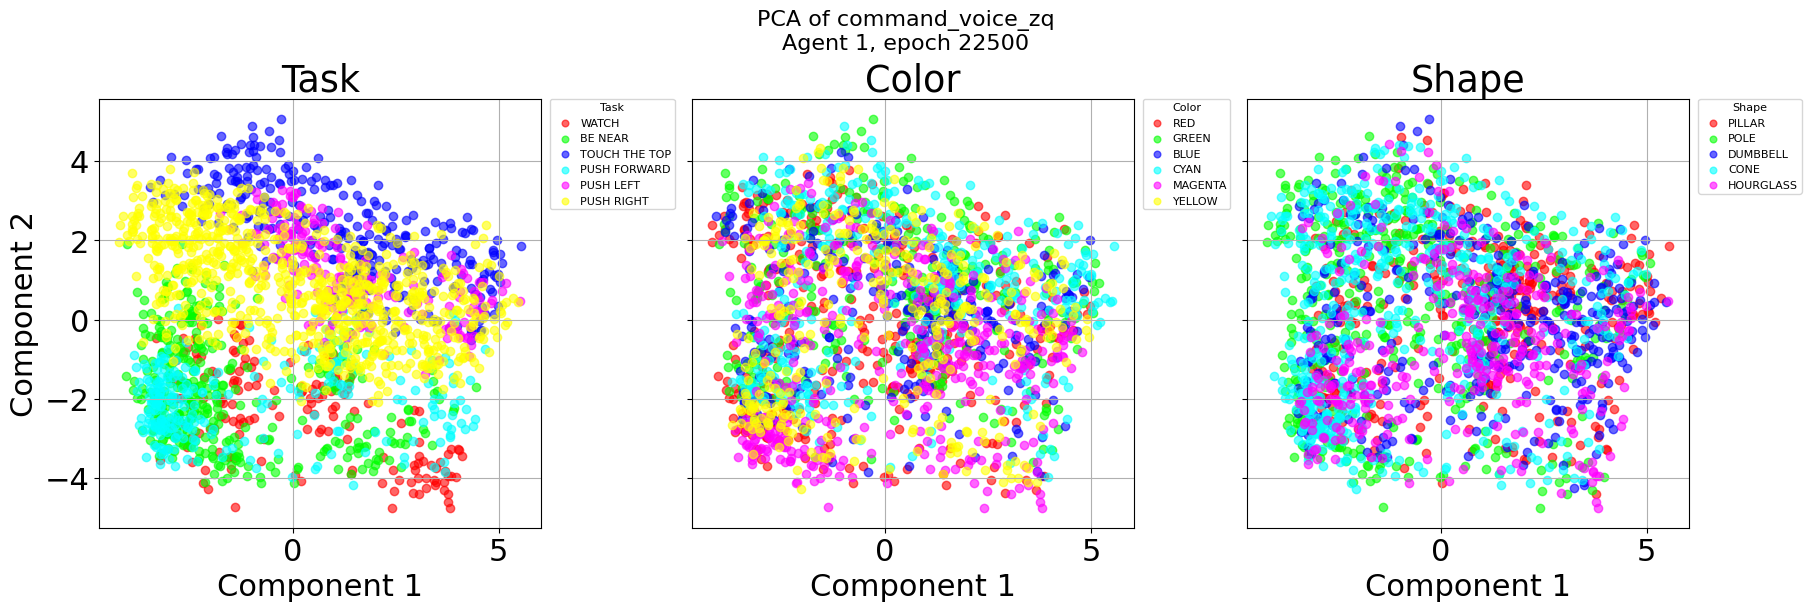 PCA of command_voice_zq
Agent 1, epoch 22500
Task
Component 2
4
2
0
−2
−4
0
5
Component 1
Task
WATCH
BE NEAR
TOUCH THE TOP
PUSH FORWARD
PUSH LEFT
PUSH RIGHT
Color
0
5
Component 1
Color
RED
GREEN
BLUE
CYAN
MAGENTA
YELLOW
Shape
0
5
Component 1
Shape
PILLAR
POLE
DUMBBELL
CONE
HOURGLASS